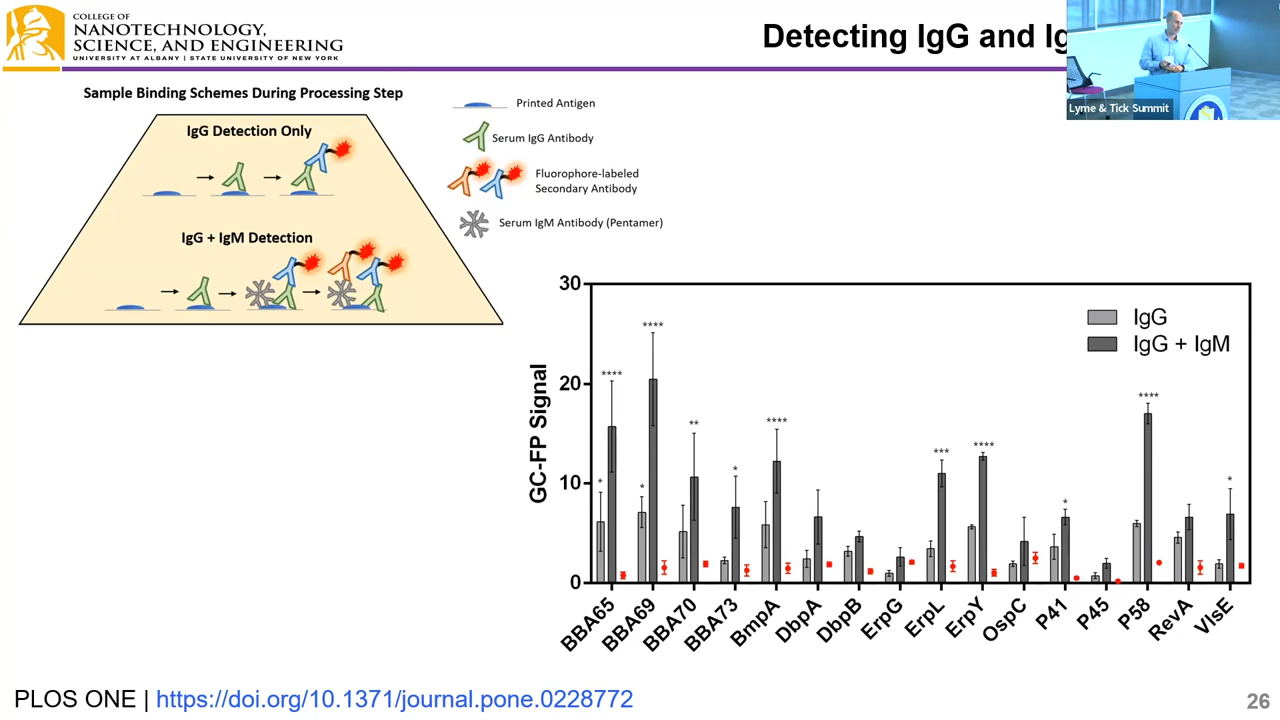 COLLEGE OF
NANOTECHNOLOGY,
SCIENCE, AND ENGINEERING
UNIVERSITY AT ALBANY | STATE UNIVERSITY OF NEW YORK
Detecting IgG and
Lyme & Tick Summit
Sample Binding Schemes During Processing Step
IgG Detection Only
IgG + IgM Detection
Printed Antigen
Serum IgG Antibody
Fluorophore-labeled
Secondary Antibody
Serum IgM Antibody (Pentamer)
GC-FP Signal
30
20
10
0
IgG
IgG + IgM
* **** * **** ** * **** *** **** * **** *
BBA65 BBA69 BBA70 BBA73 BmpA DbpA DbpB ErpG ErpL ErpY OspC P41 P45 P58 RevA VlsE
PLOS ONE | https://doi.org/10.1371/journal.pone.0228772
26